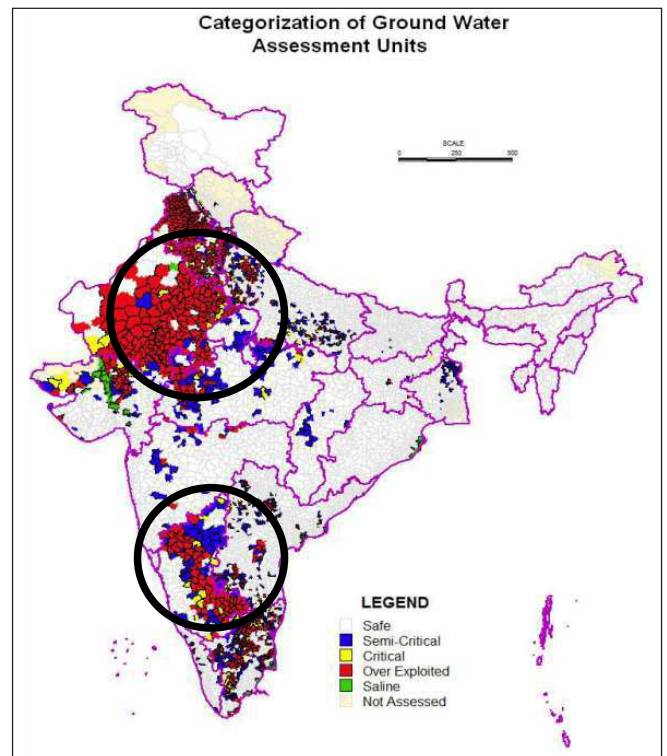 Categorization of Ground Water
Assessment Units
SCALE
0 250 500
LEGEND
Safe
Semi-Critical
Critical
Over Exploited
Saline
Not Assessed